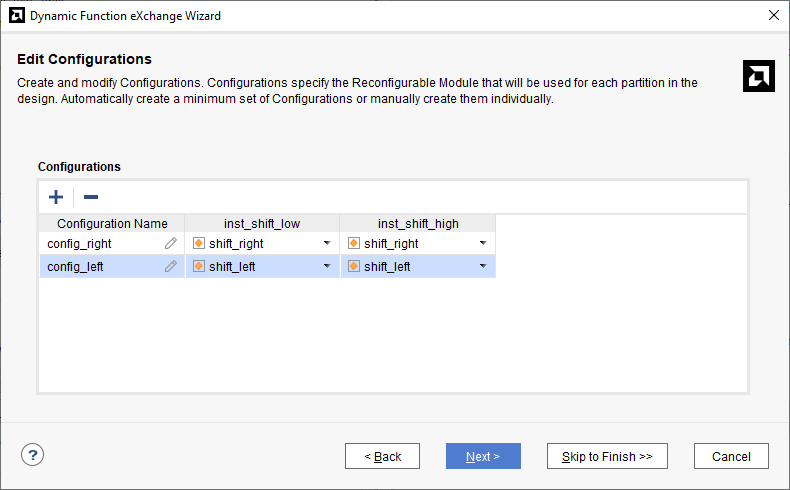 Dynamic Function eXchange Wizard
Edit Configurations
Create and modify Configurations. Configurations specify the Reconfigurable Module that will be used for each partition in the
design. Automatically create a minimum set of Configurations or manually create them individually.
Configurations
Configuration Name inst_shift_low inst_shift_high
config_right shift_right shift_right
config_left shift_left shift_left
? < Back Next > Skip to Finish >> Cancel